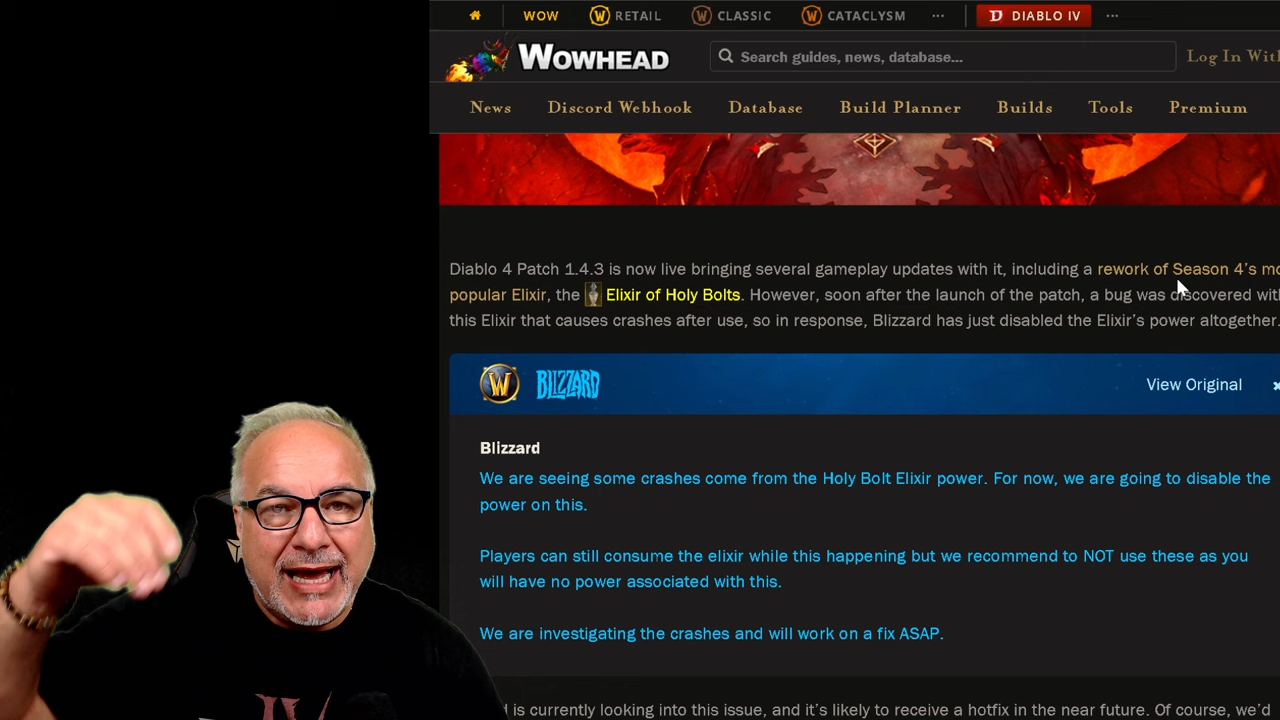 WOW
RETAIL
CLASSIC
CATACLYSM
DIABLO IV
WOWHEAD
Search guides, news, database...
Log In
News
Discord Webhook
Database
Build Planner
Builds
Tools
Premium
Diablo 4 Patch 1.4.3 is now live bringing several gameplay updates with it, including a rework of Season 4's
popular Elixir, the Elixir of Holy Bolts. However, soon after the launch of the patch, a bug was discovered
this Elixir that causes crashes after use, so in response, Blizzard has just disabled the Elixir's power altogether.
BLIZZARD
View Original
Blizzard
We are seeing some crashes come from the Holy Bolt Elixir power. For now, we are going to disable the
power on this.
Players can still consume the elixir while this happening but we recommend to NOT use these as you
will have no power associated with this.
We are investigating the crashes and will work on a fix ASAP.
is currently looking into this issue, and it's likely to receive a hotfix in the near future. Of course, we'd
IV